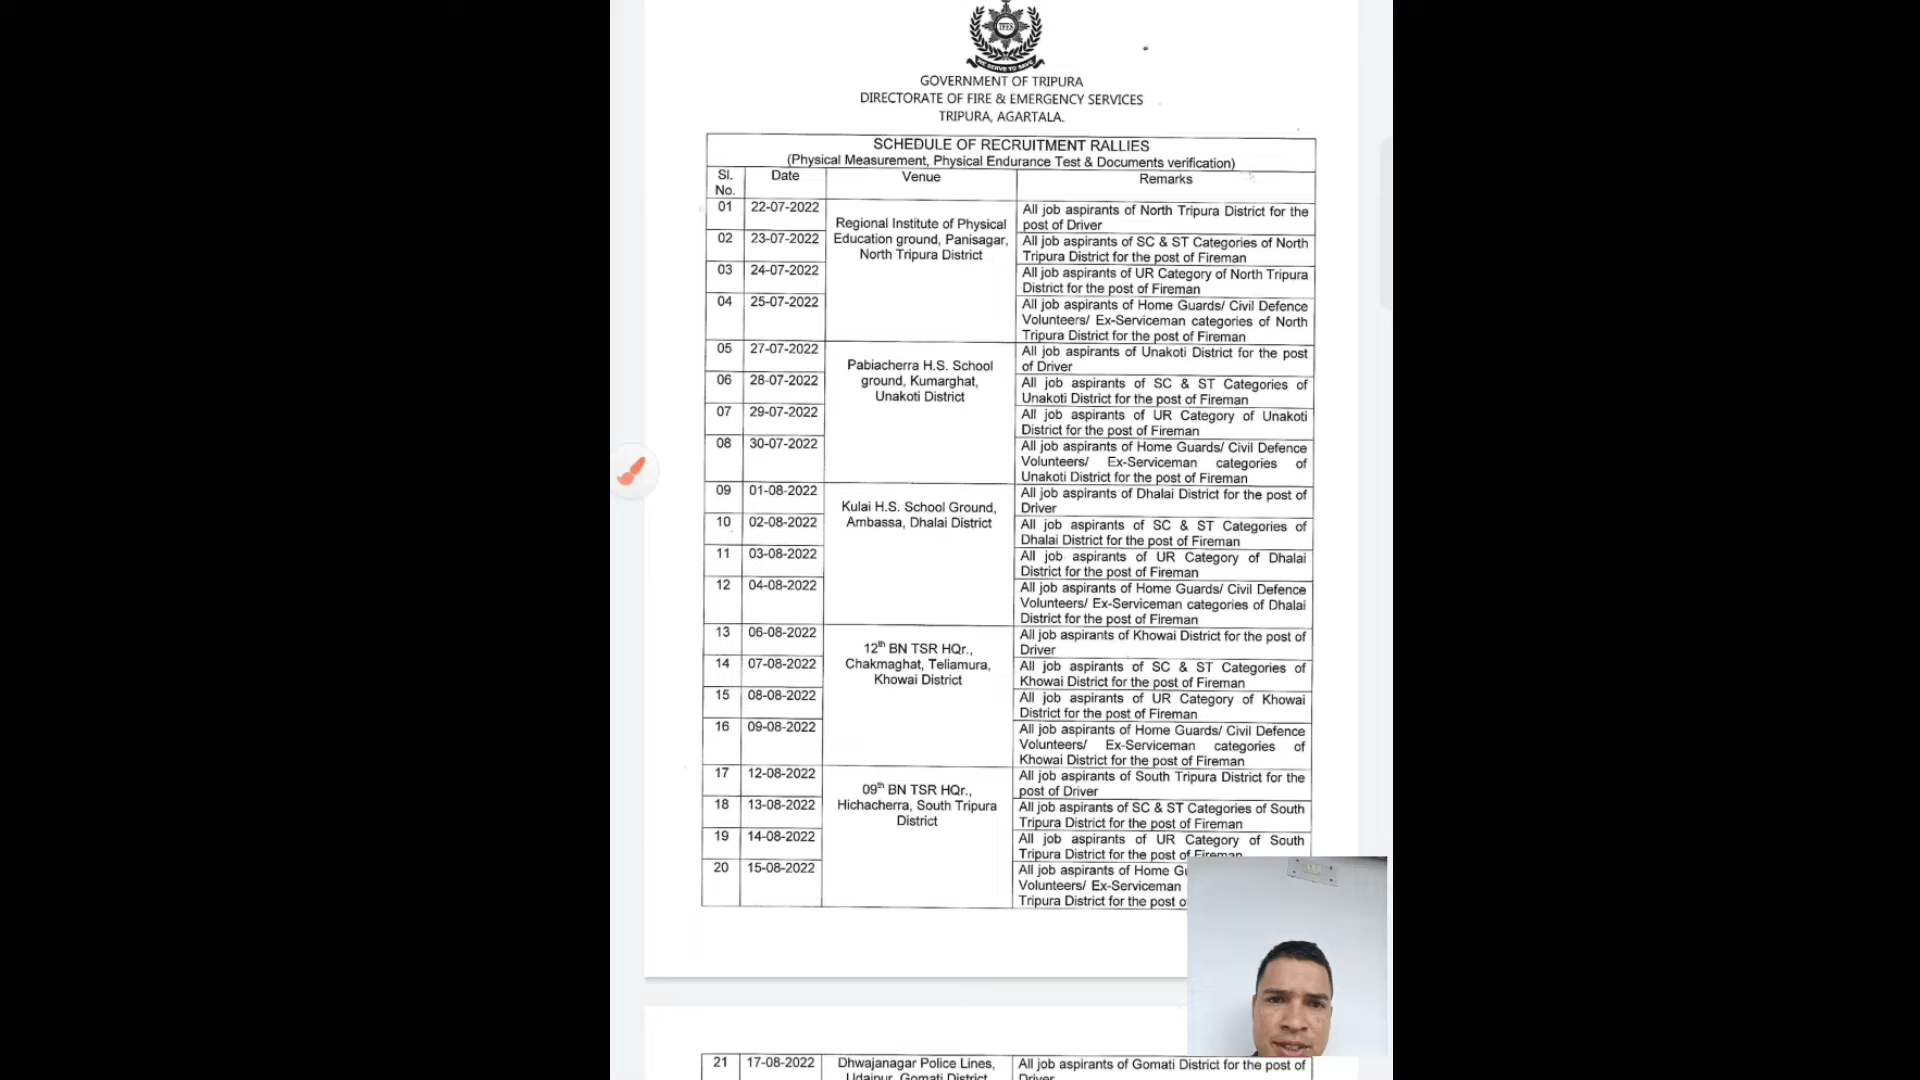 TFES
WE SERVE TO SAVE
GOVERNMENT OF TRIPURA
DIRECTORATE OF FIRE & EMERGENCY SERVICES
TRIPURA, AGARTALA.
SCHEDULE OF RECRUITMENT RALLIES
(Physical Measurement, Physical Endurance Test & Documents verification)
Sl. No. Date Venue Remarks
01 22-07-2022 Regional Institute of Physical Education ground, Panisagar, North Tripura District
All job aspirants of North Tripura District for the
post of Driver
02 23-07-2022 All job aspirants of SC & ST Categories of North
Tripura District for the post of Fireman
03 24-07-2022 All job aspirants of UR Category of North Tripura
District for the post of Fireman
04 25-07-2022 All job aspirants of Home Guards/ Civil Defence
Volunteers/ Ex-Serviceman categories of North
Tripura District for the post of Fireman
05 27-07-2022 Pabiacherra H.S. School ground, Kumarghat, Unakoti District
All job aspirants of Unakoti District for the post
of Driver
06 28-07-2022 All job aspirants of SC & ST Categories of
Unakoti District for the post of Fireman
07 29-07-2022 All job aspirants of UR Category of Unakoti
District for the post of Fireman
08 30-07-2022 All job aspirants of Home Guards/ Civil Defence
Volunteers/ Ex-Serviceman categories of
Unakoti District for the post of Fireman
09 01-08-2022 Kulai H.S. School Ground, Ambassa, Dhalai District
All job aspirants of Dhalai District for the post of
Driver
10 02-08-2022 All job aspirants of SC & ST Categories of
Dhalai District for the post of Fireman
11 03-08-2022 All job aspirants of UR Category of Dhalai
District for the post of Fireman
12 04-08-2022 All job aspirants of Home Guards/ Civil Defence
Volunteers/ Ex-Serviceman categories of Dhalai
District for the post of Fireman
13 06-08-2022 12th BN TSR HQr., Chakmaghat, Teliamura, Khowai District
All job aspirants of Khowai District for the post of
Driver
14 07-08-2022 All job aspirants of SC & ST Categories of
Khowai District for the post of Fireman
15 08-08-2022 All job aspirants of UR Category of Khowai
District for the post of Fireman
16 09-08-2022 All job aspirants of Home Guards/ Civil Defence
Volunteers/ Ex-Serviceman categories of
Khowai District for the post of Fireman
17 12-08-2022 09th BN TSR HQr., Hichacherra, South Tripura District
All job aspirants of South Tripura District for the
post of Driver
18 13-08-2022 All job aspirants of SC & ST Categories of South
Tripura District for the post of Fireman
19 14-08-2022 All job aspirants of UR Category of South
Tripura District for the post of Fireman
20 15-08-2022 All job aspirants of Home
Volunteers/ Ex-Serviceman
Tripura District for the post
21 17-08-2022 Dhwajanagar Police Lines, Udaipur, Gomati District
All job aspirants of Gomati District for the post of
Driver